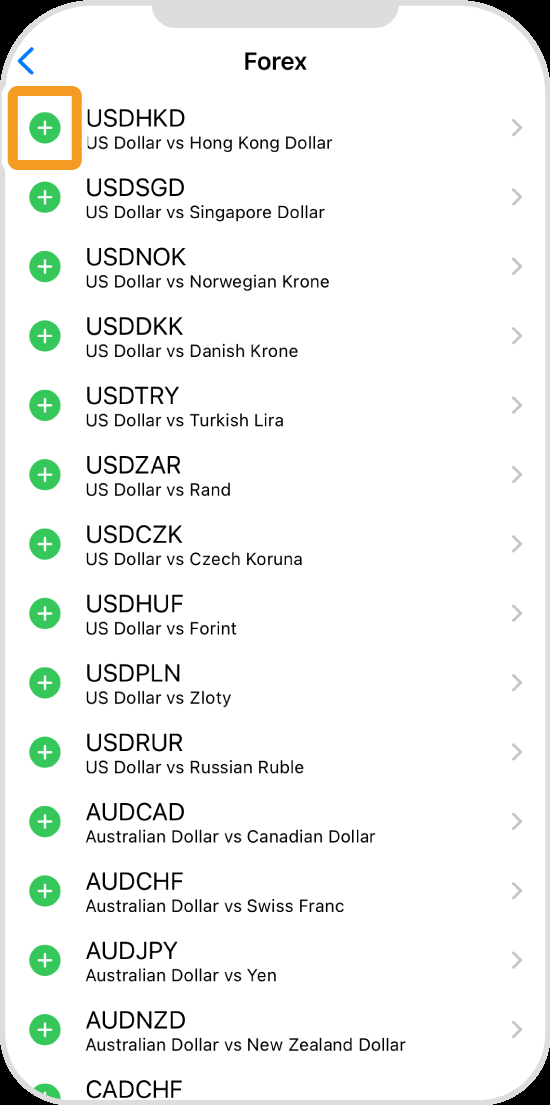 Forex
USDHKD
US Dollar vs Hong Kong Dollar
USDSGD
US Dollar vs Singapore Dollar
USDNOK
US Dollar vs Norwegian Krone
USDDKK
US Dollar vs Danish Krone
USDTRY
US Dollar vs Turkish Lira
USDZAR
US Dollar vs Rand
USDCZK
US Dollar vs Czech Koruna
USDHUF
US Dollar vs Forint
USDPLN
US Dollar vs Zloty
USDRUR
US Dollar vs Russian Ruble
AUDCAD
Australian Dollar vs Canadian Dollar
AUDCHF
Australian Dollar vs Swiss Franc
AUDJPY
Australian Dollar vs Yen
AUDNZD
Australian Dollar vs New Zealand Dollar
CADCHF